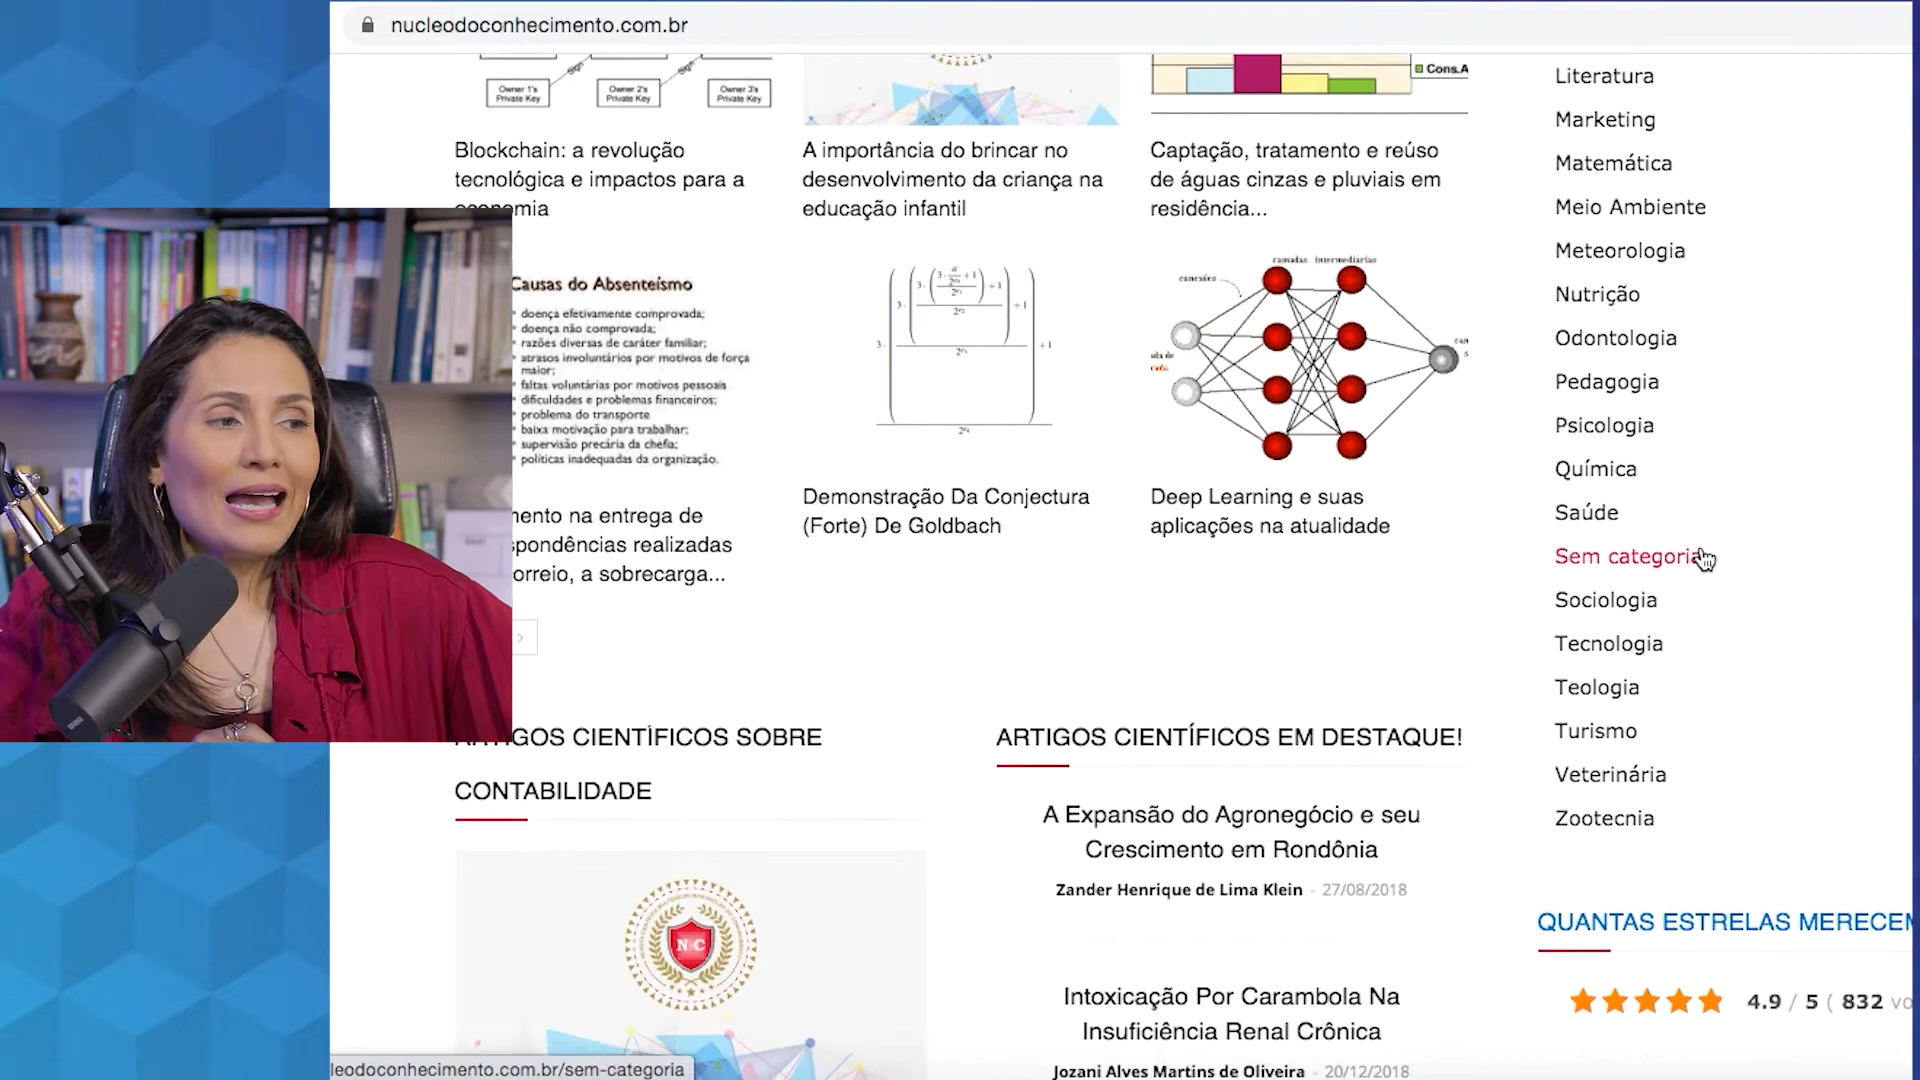 nucleodoconhecimento.com.br
Sign
Sign
Owner 1's
Private Key
Owner 2's
Private Key
Owner 3's
Private Key
Cons.A
Blockchain: a revolução
tecnológica e impactos para a
economia
A importância do brincar no
desenvolvimento da criança na
educação infantil
Captação, tratamento e reúso
de águas cinzas e pluviais em
residência...
Causas do Absenteísmo
* doença efetivamente comprovada;
* doença não comprovada;
* razões diversas de caráter familiar;
* atrasos involuntários por motivos de força
maior;
* faltas voluntárias por motivos pessoais
* dificuldades e problemas financeiros;
* problema do transporte
* baixa motivação para trabalhar;
* supervisão precária da chefia;
* políticas inadequadas da organização.
camadas intermediárias
conexões
Demonstração Da Conjectura
(Forte) De Goldbach
Deep Learning e suas
aplicações na atualidade
mento na entrega de
spondências realizadas
orreio, a sobrecarga...
>
ARTIGOS CIENTÍFICOS SOBRE
CONTABILIDADE
NC
ARTIGOS CIENTÍFICOS EM DESTAQUE!
A Expansão do Agronegócio e seu
Crescimento em Rondônia
Zander Henrique de Lima Klein - 27/08/2018
Intoxicação Por Carambola Na
Insuficiência Renal Crônica
Jozani Alves Martins de Oliveira - 20/12/2018
Literatura
Marketing
Matemática
Meio Ambiente
Meteorologia
Nutrição
Odontologia
Pedagogia
Psicologia
Química
Saúde
Sem categoria
Sociologia
Tecnologia
Teologia
Turismo
Veterinária
Zootecnia
QUANTAS ESTRELAS MERECEM
4.9 / 5 ( 832 vo
leodoconhecimento.com.br/sem-categoria